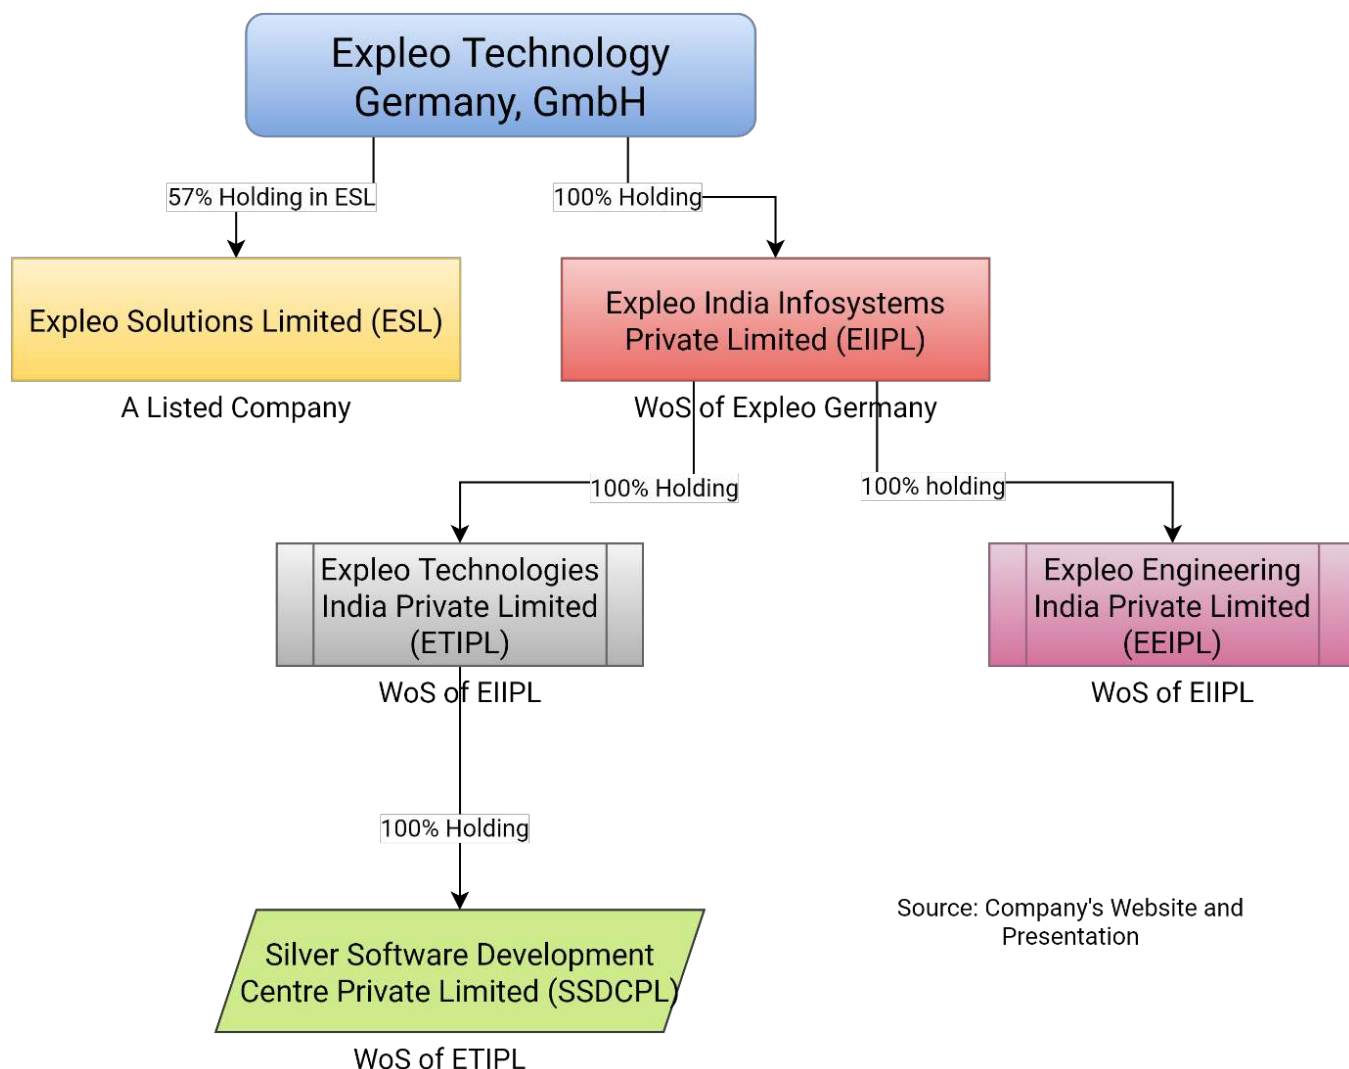 Expleo Technology
Germany, GmbH
57% Holding in ESL
100% Holding
Expleo Solutions Limited (ESL)
A Listed Company
Expleo India Infosystems
Private Limited (EIIPL)
WoS of Expleo Germany
100% Holding
100% holding
Expleo Technologies
India Private Limited
(ETIPL)
WoS of EIIPL
Expleo Engineering
India Private Limited
(EEIPL)
WoS of EIIPL
100% Holding
Silver Software Development
Centre Private Limited (SSDCPL)
WoS of ETIPL
Source: Company's Website and
Presentation